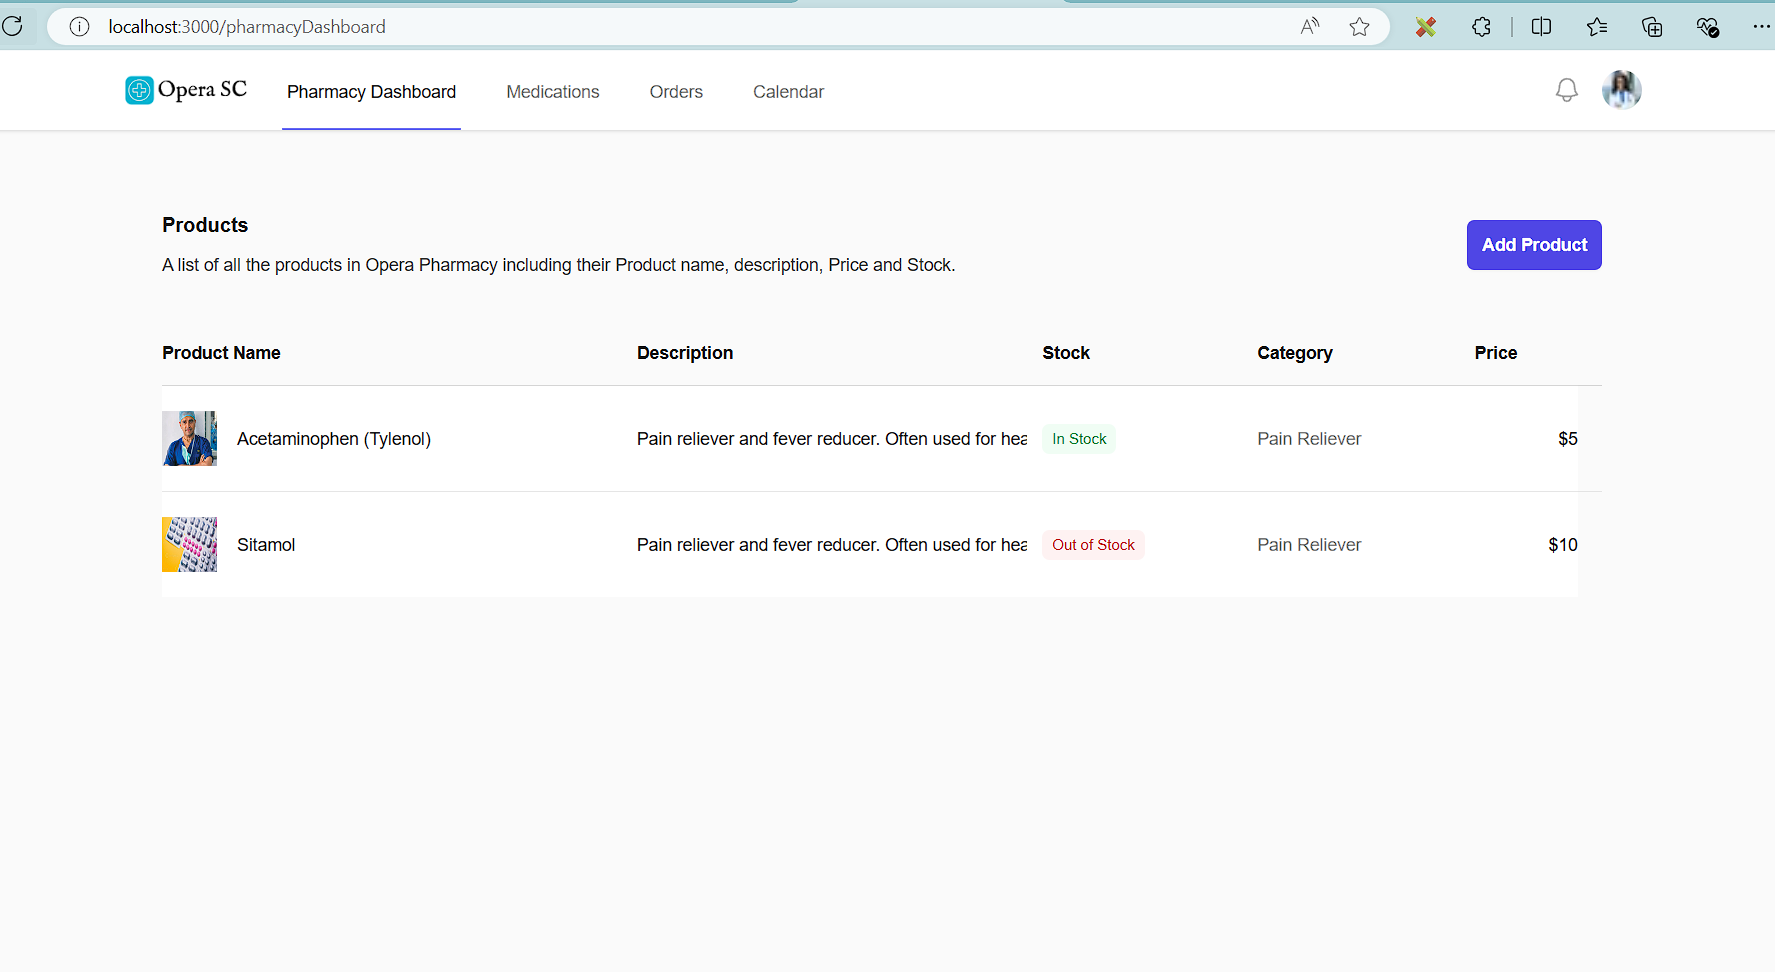 localhost:3000/pharmacyDashboard
Opera SC
Pharmacy Dashboard
Medications
Orders
Calendar
Products
Add Product
A list of all the products in Opera Pharmacy including their Product name, description, Price and Stock.
Product Name Description Stock Category Price
Acetaminophen (Tylenol) Pain reliever and fever reducer. Often used for hea In Stock Pain Reliever $5
Sitamol Pain reliever and fever reducer. Often used for hea Out of Stock Pain Reliever $10